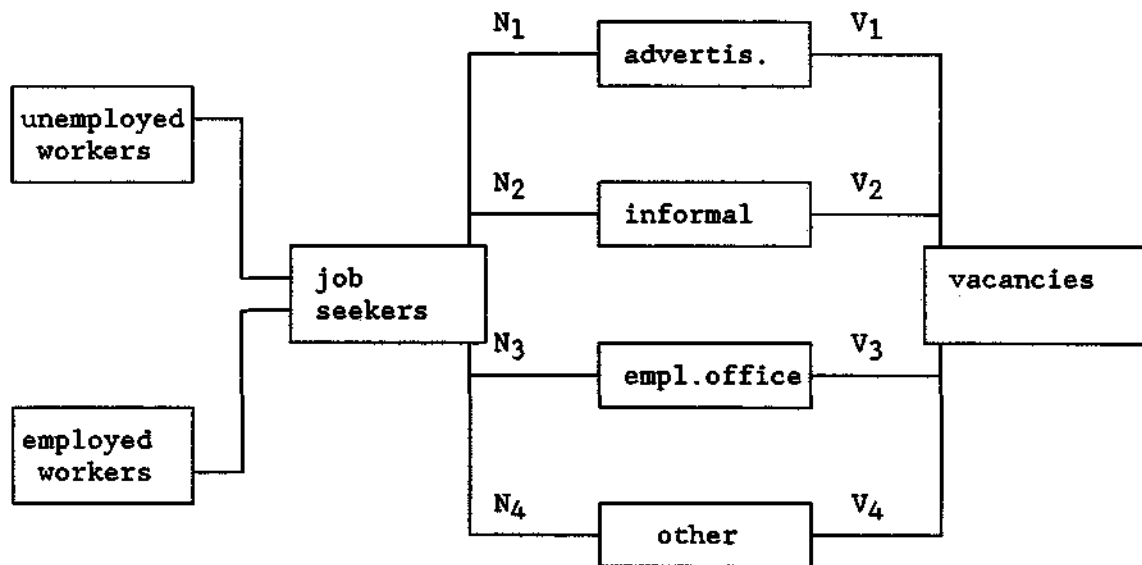 N₁
V₁
advertis.
unemployed
workers
N₂
V₂
informal
job
seekers
vacancies
N₃
V₃
empl.office
employed
workers
N₄
V₄
other